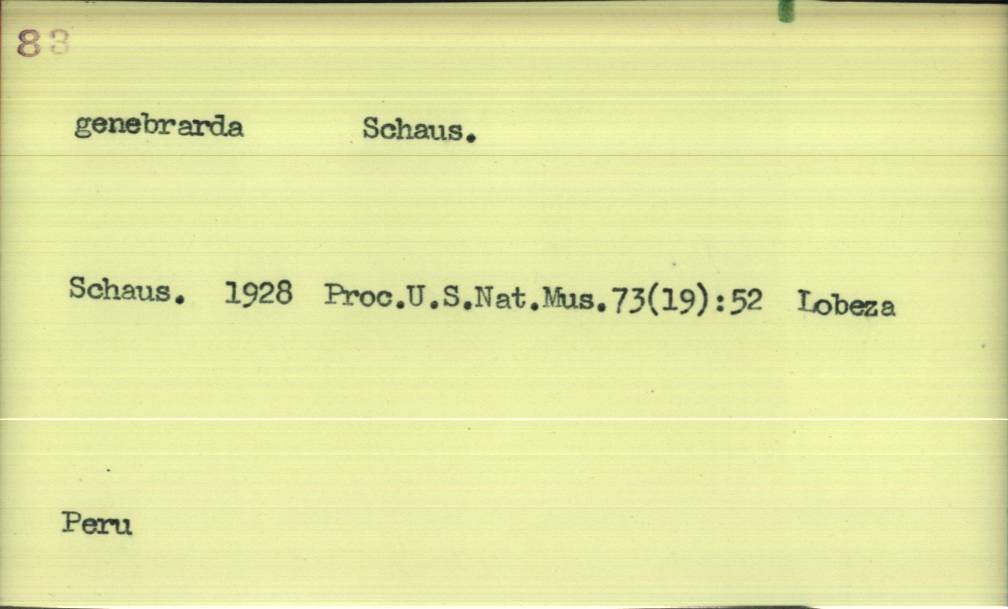 83
genebrarda Schaus.
Schaus. 1928 Proc.U.S.Nat.Mus.73(19):52 Lobeza
Peru